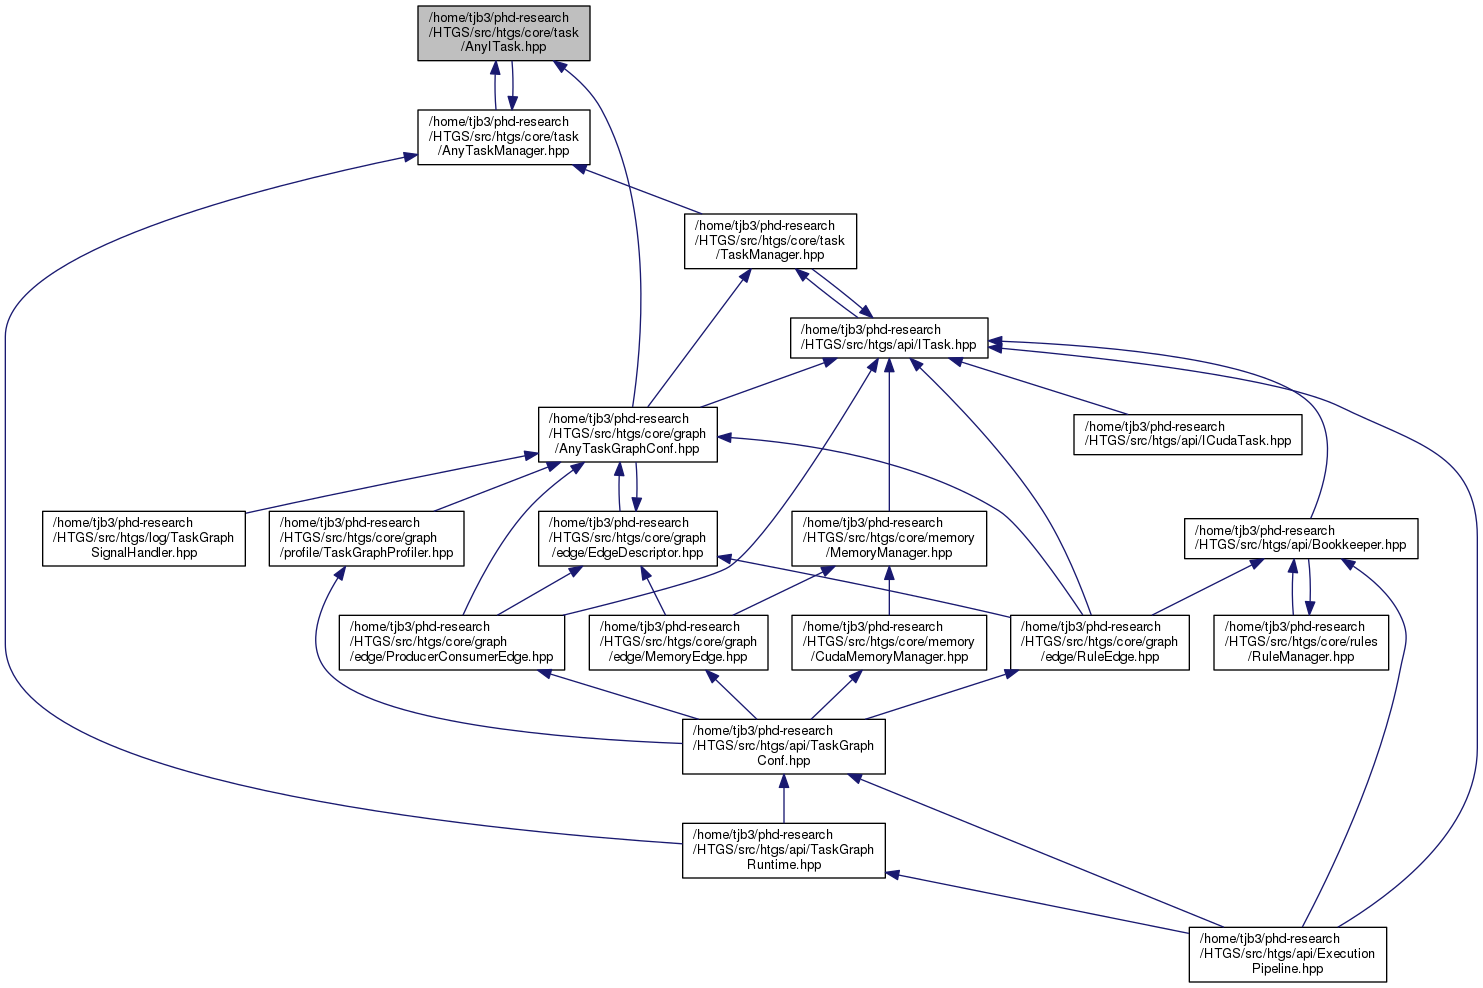 /home/tjb3/phd-research
/HTGS/src/htgs/core/task
/AnyITask.hpp
/home/tjb3/phd-research
/HTGS/src/htgs/core/task
/AnyTaskManager.hpp
/home/tjb3/phd-research
/HTGS/src/htgs/core/task
/TaskManager.hpp
/home/tjb3/phd-research
/HTGS/src/htgs/api/ITask.hpp
/home/tjb3/phd-research
/HTGS/src/htgs/core/graph
/AnyTaskGraphConf.hpp
/home/tjb3/phd-research
/HTGS/src/htgs/api/ICudaTask.hpp
/home/tjb3/phd-research
/HTGS/src/htgs/log/TaskGraph
SignalHandler.hpp
/home/tjb3/phd-research
/HTGS/src/htgs/core/graph
/profile/TaskGraphProfiler.hpp
/home/tjb3/phd-research
/HTGS/src/htgs/core/graph
/edge/EdgeDescriptor.hpp
/home/tjb3/phd-research
/HTGS/src/htgs/core/memory
/MemoryManager.hpp
/home/tjb3/phd-research
/HTGS/src/htgs/api/Bookkeeper.hpp
/home/tjb3/phd-research
/HTGS/src/htgs/core/graph
/edge/ProducerConsumerEdge.hpp
/home/tjb3/phd-research
/HTGS/src/htgs/core/graph
/edge/MemoryEdge.hpp
/home/tjb3/phd-research
/HTGS/src/htgs/core/memory
/CudaMemoryManager.hpp
/home/tjb3/phd-research
/HTGS/src/htgs/core/graph
/edge/RuleEdge.hpp
/home/tjb3/phd-research
/HTGS/src/htgs/core/rules
/RuleManager.hpp
/home/tjb3/phd-research
/HTGS/src/htgs/api/TaskGraph
Conf.hpp
/home/tjb3/phd-research
/HTGS/src/htgs/api/TaskGraph
Runtime.hpp
/home/tjb3/phd-research
/HTGS/src/htgs/api/Execution
Pipeline.hpp